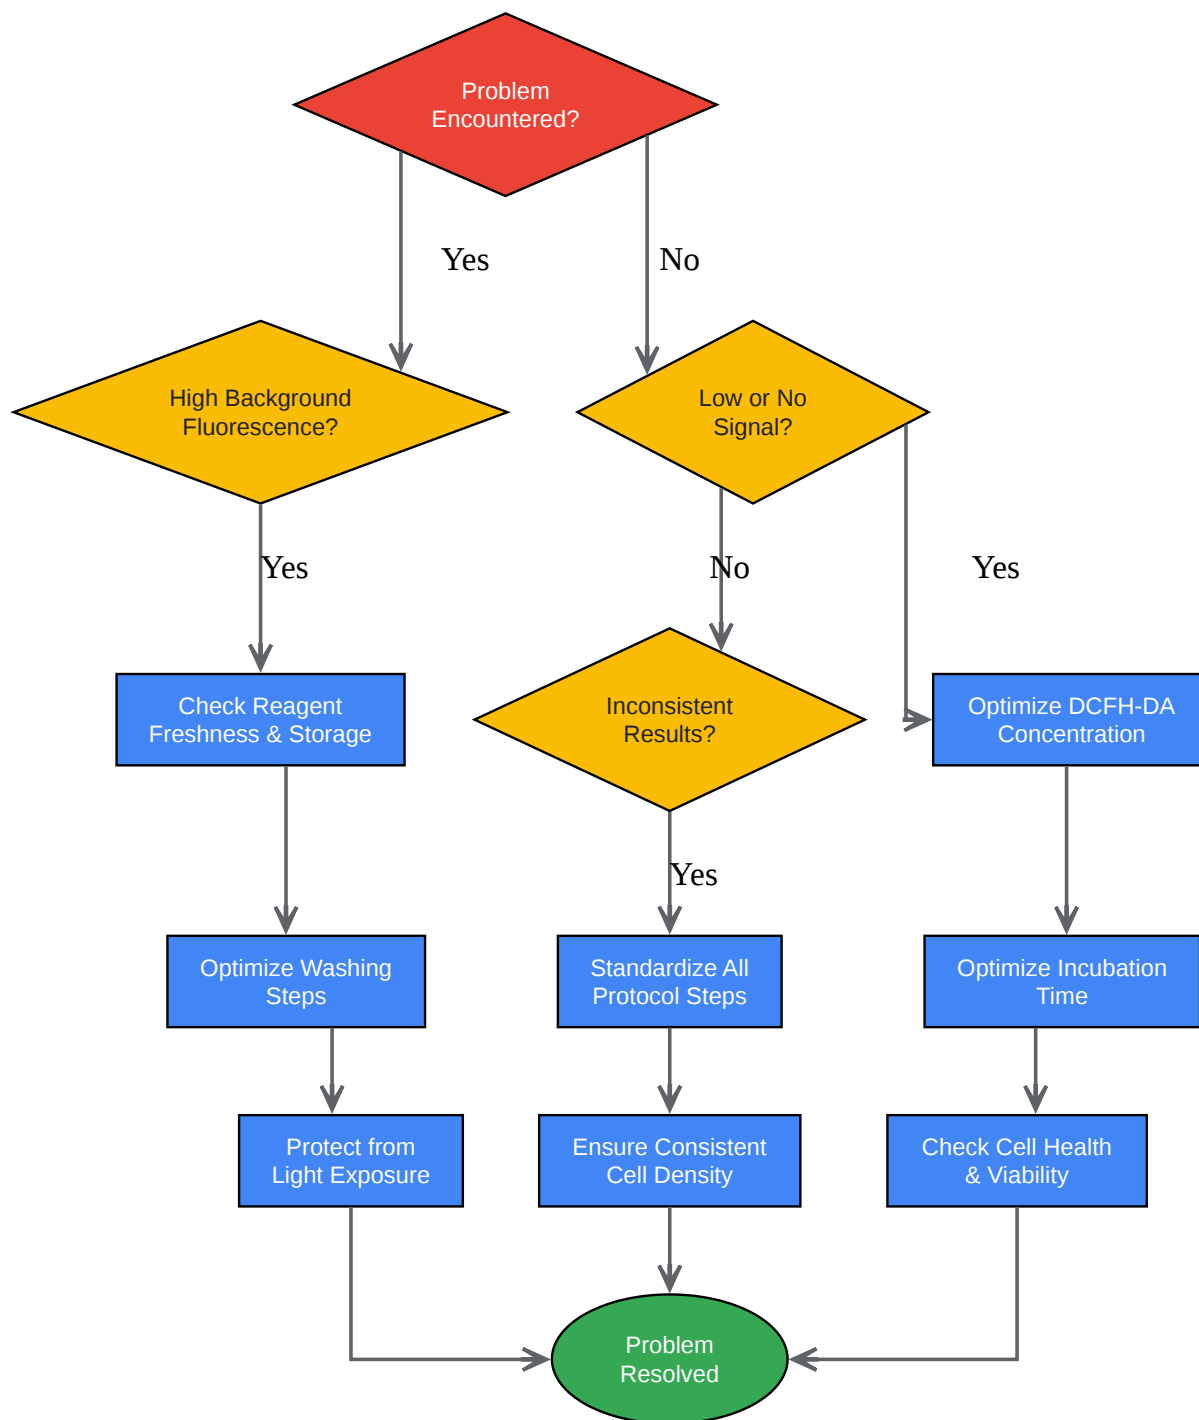 Problem
Encountered?
Yes
No
High Background
Fluorescence?
Low or No
Signal?
Yes
No
Yes
Check Reagent
Freshness & Storage
Inconsistent
Results?
Optimize DCFH-DA
Concentration
Yes
Optimize Washing
Steps
Standardize All
Protocol Steps
Optimize Incubation
Time
Protect from
Light Exposure
Ensure Consistent
Cell Density
Check Cell Health
& Viability
Problem
Resolved